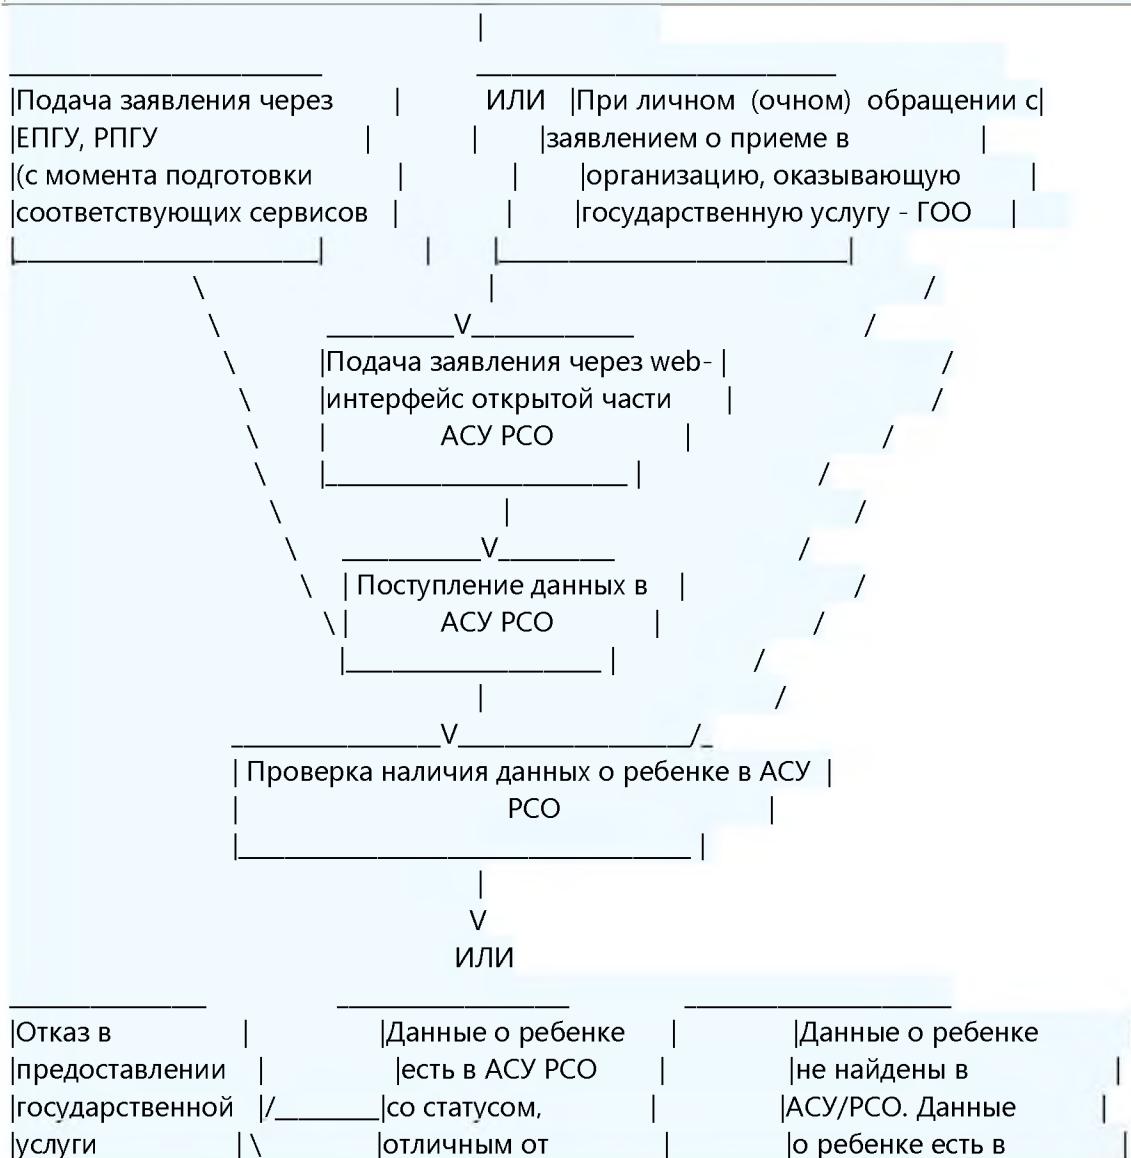 Подача заявления через ИЛИ При личном (очном) обращении с
ЕПГУ, РПГУ заявлением о приеме в
(с момента подготовки организацию, оказывающую
соответствующих сервисов государственную услугу - ГОО
V
Подача заявления через web-
интерфейс открытой части
АСУ РСО
V
Поступление данных в
АСУ РСО
V
Проверка наличия данных о ребенке в АСУ
РСО
V
ИЛИ
Отказ в Данные о ребенке Данные о ребенке
предоставлении есть в АСУ РСО не найдены в
государственной со статусом, АСУ/РСО. Данные
услуги отличным от о ребенке есть в